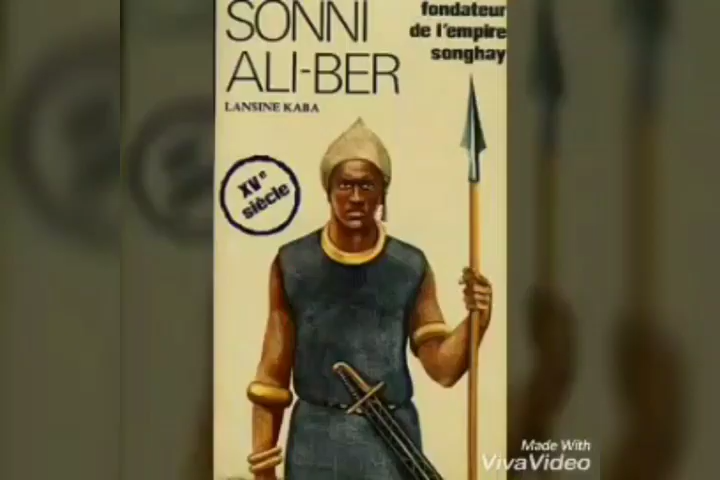 SONNI
ALI-BER
LANSINE KABA
fondateur
de l'empire
songhay
XVe
siècle
Made With
VivaVideo